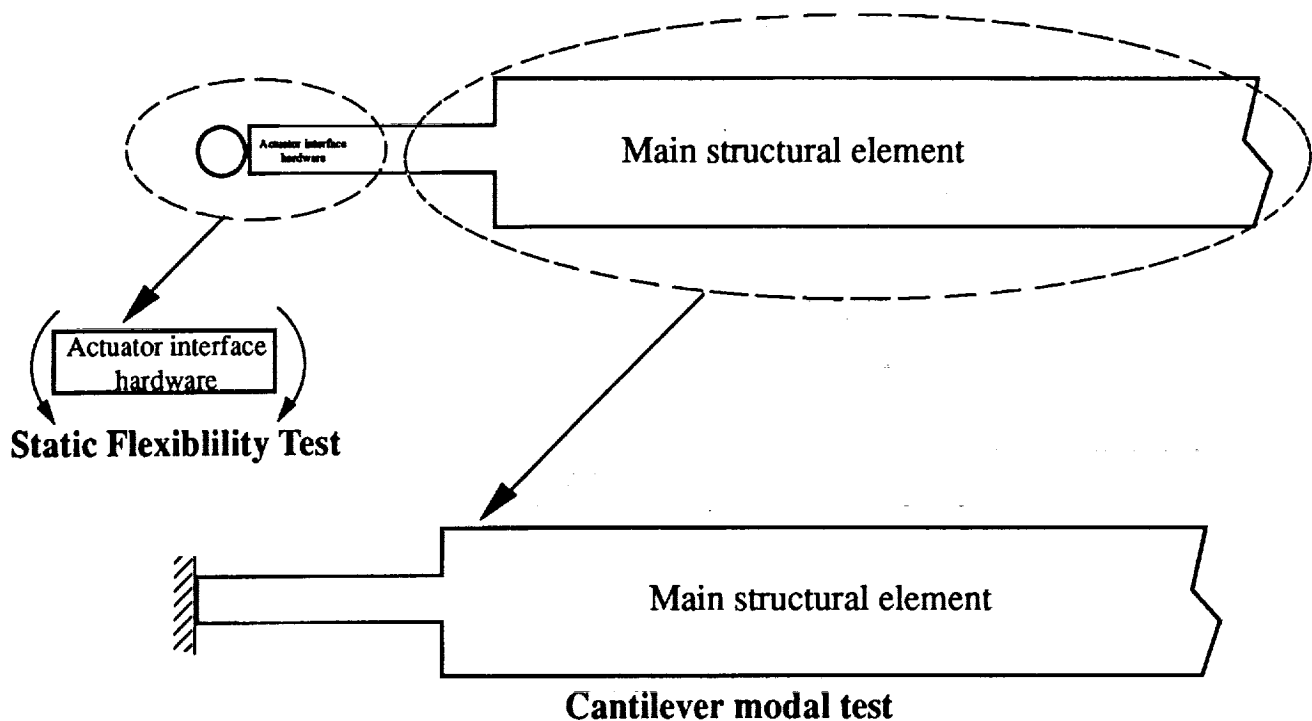 Actuator interface
hardware
Main structural element
Actuator interface
hardware
Static Flexiblility Test
Main structural element
Cantilever modal test